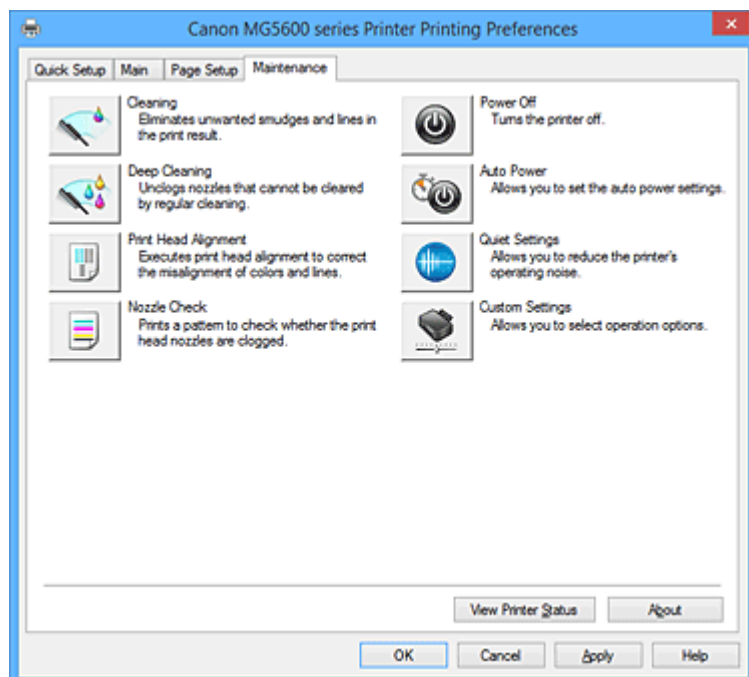 Canon MG5600 series Printer Printing Preferences
Quick Setup Main Page Setup Maintenance
Cleaning
Eliminates unwanted smudges and lines in
the print result.
Power Off
Turns the printer off.
Deep Cleaning
Unclogs nozzles that cannot be cleared
by regular cleaning.
Auto Power
Allows you to set the auto power settings.
Print Head Alignment
Executes print head alignment to correct
the misalignment of colors and lines.
Quiet Settings
Allows you to reduce the printer's
operating noise.
Nozzle Check
Prints a pattern to check whether the print
head nozzles are clogged.
Custom Settings
Allows you to select operation options.
View Printer Status About
OK Cancel Apply Help